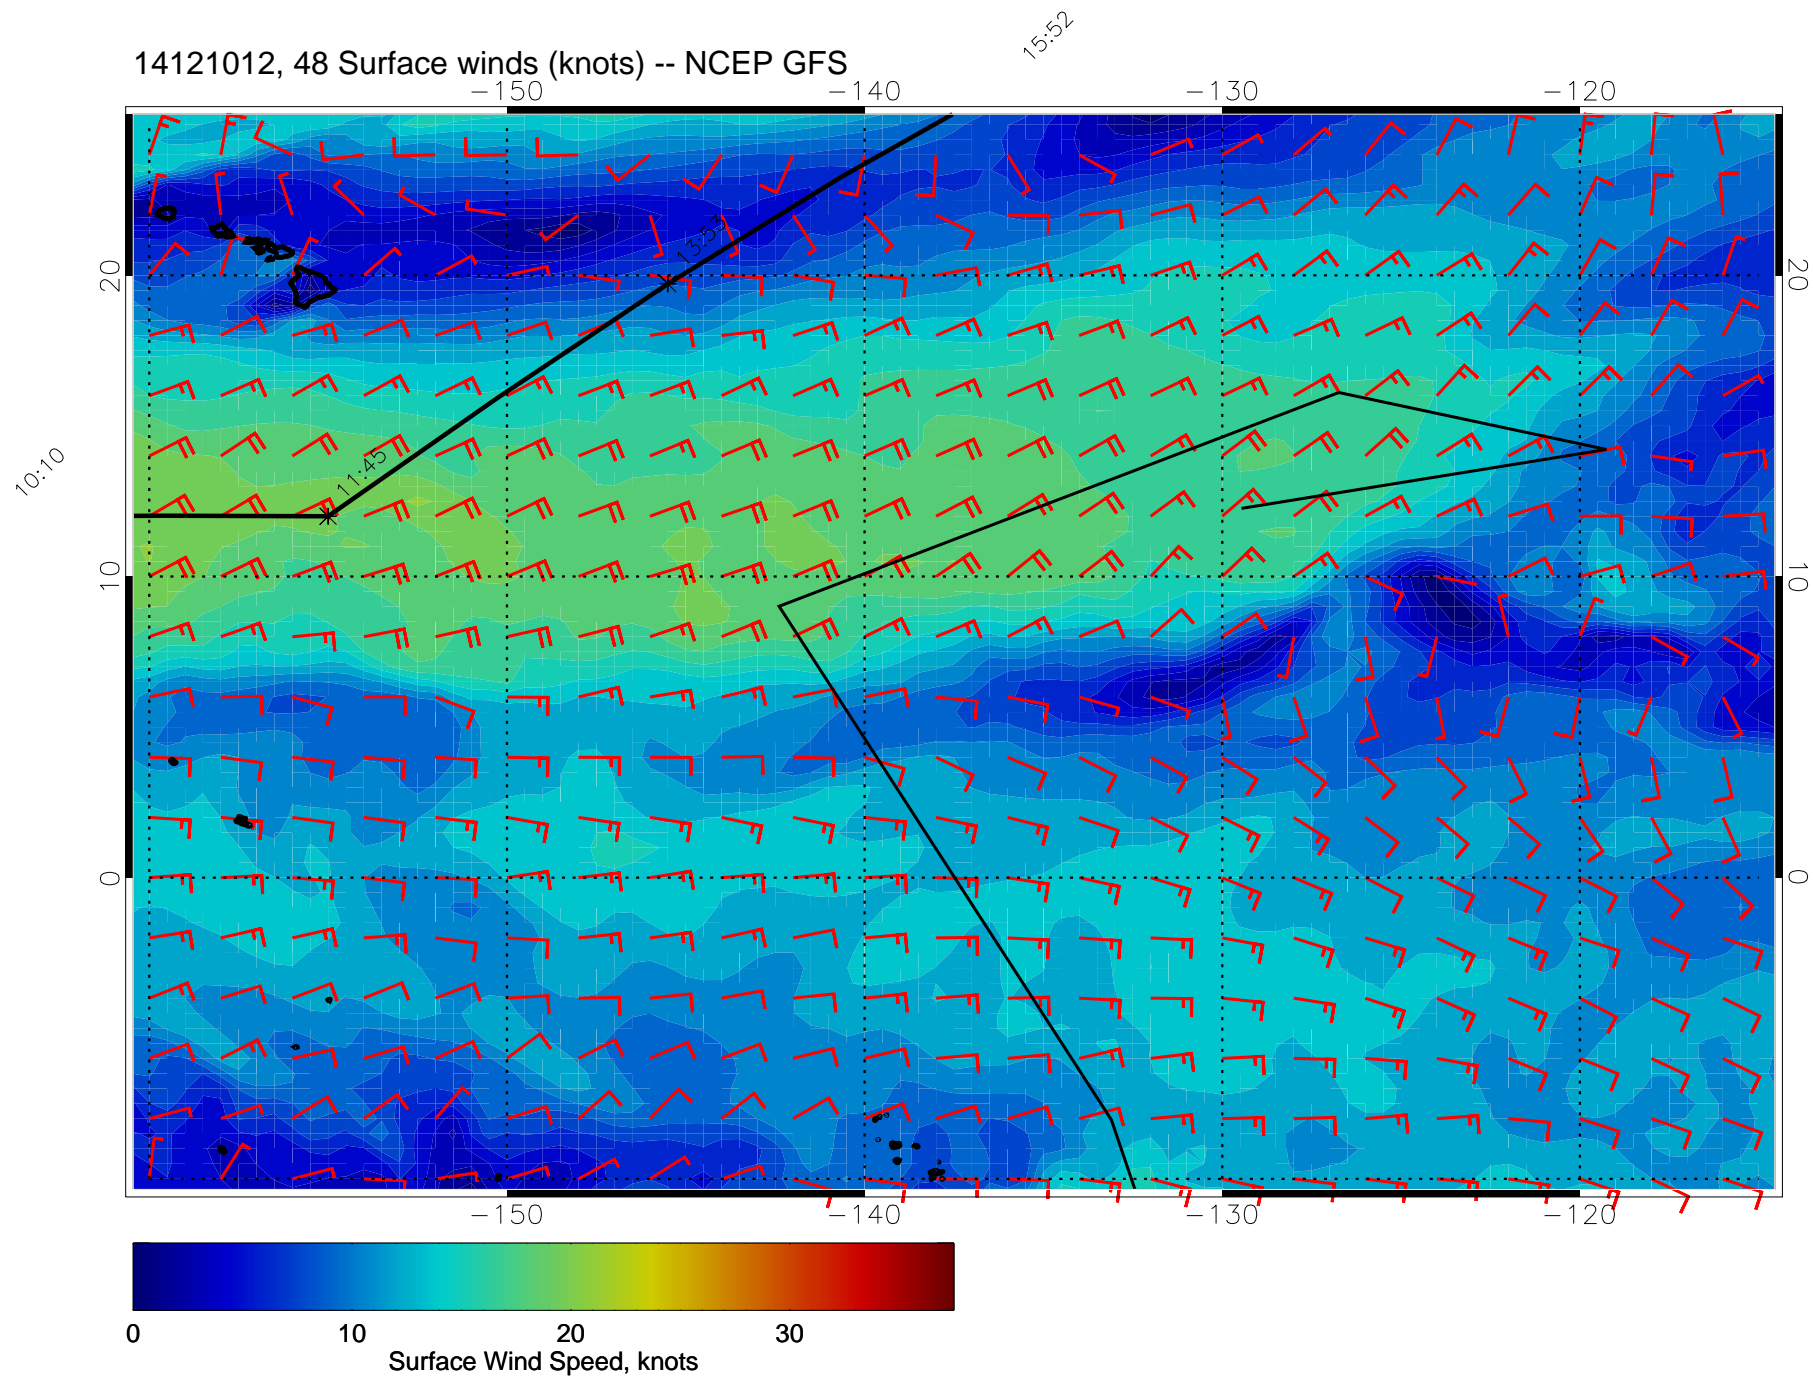 15:52
14121012, 48 Surface winds (knots) -- NCEP GFS
-150 -140 -130 -120
13:53
20 20
11:45
10:10
10 10
0 0
-150 -140 -130 -120
0 10 20 30
Surface Wind Speed, knots